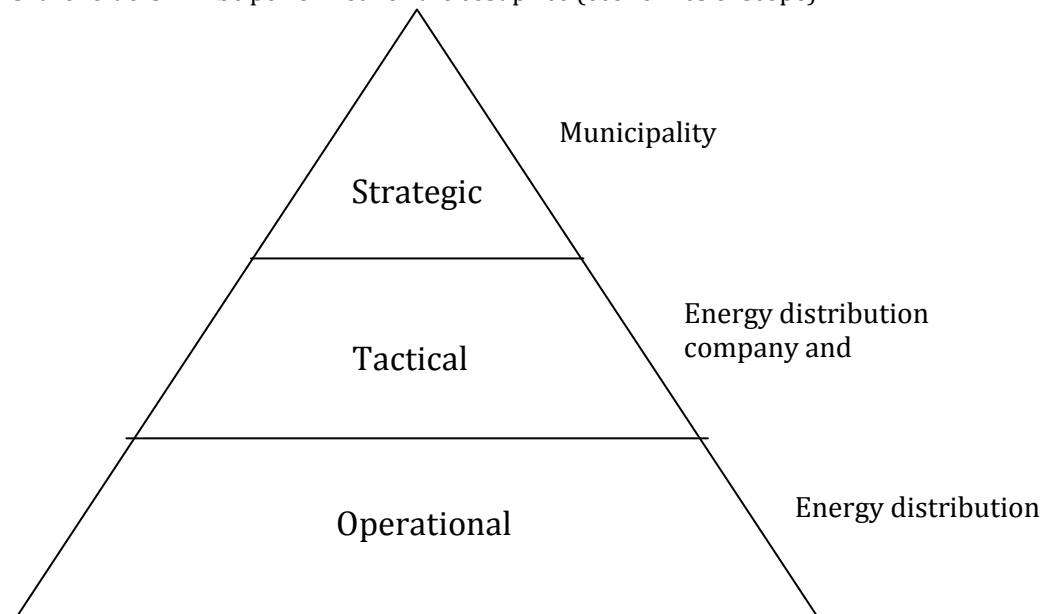 Municipality
Strategic
Energy distribution
company and
Tactical
Energy distribution
Operational